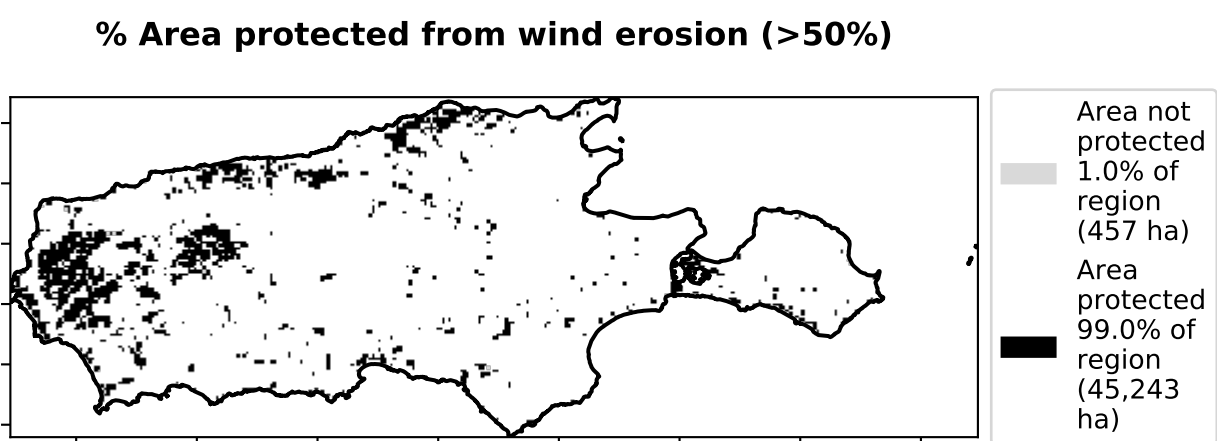 % Area protected from wind erosion (>50%)
Area not
protected
1.0% of
region
(457 ha)
Area
protected
99.0% of
region
(45,243
ha)